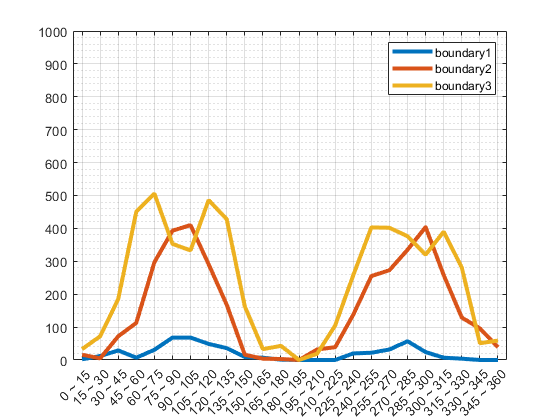 1000
900
800
700
600
500
400
300
200
100
0
boundary1
boundary2
boundary3
0 ~ 15
15 ~ 30
30 ~ 45
45 ~ 60
60 ~ 75
75 ~ 90
90 ~ 105
105 ~ 120
120 ~ 135
135 ~ 150
150 ~ 165
165 ~ 180
180 ~ 195
195 ~ 210
210 ~ 225
225 ~ 240
240 ~ 255
255 ~ 270
270 ~ 285
285 ~ 300
300 ~ 315
315 ~ 330
330 ~ 345
345 ~ 360